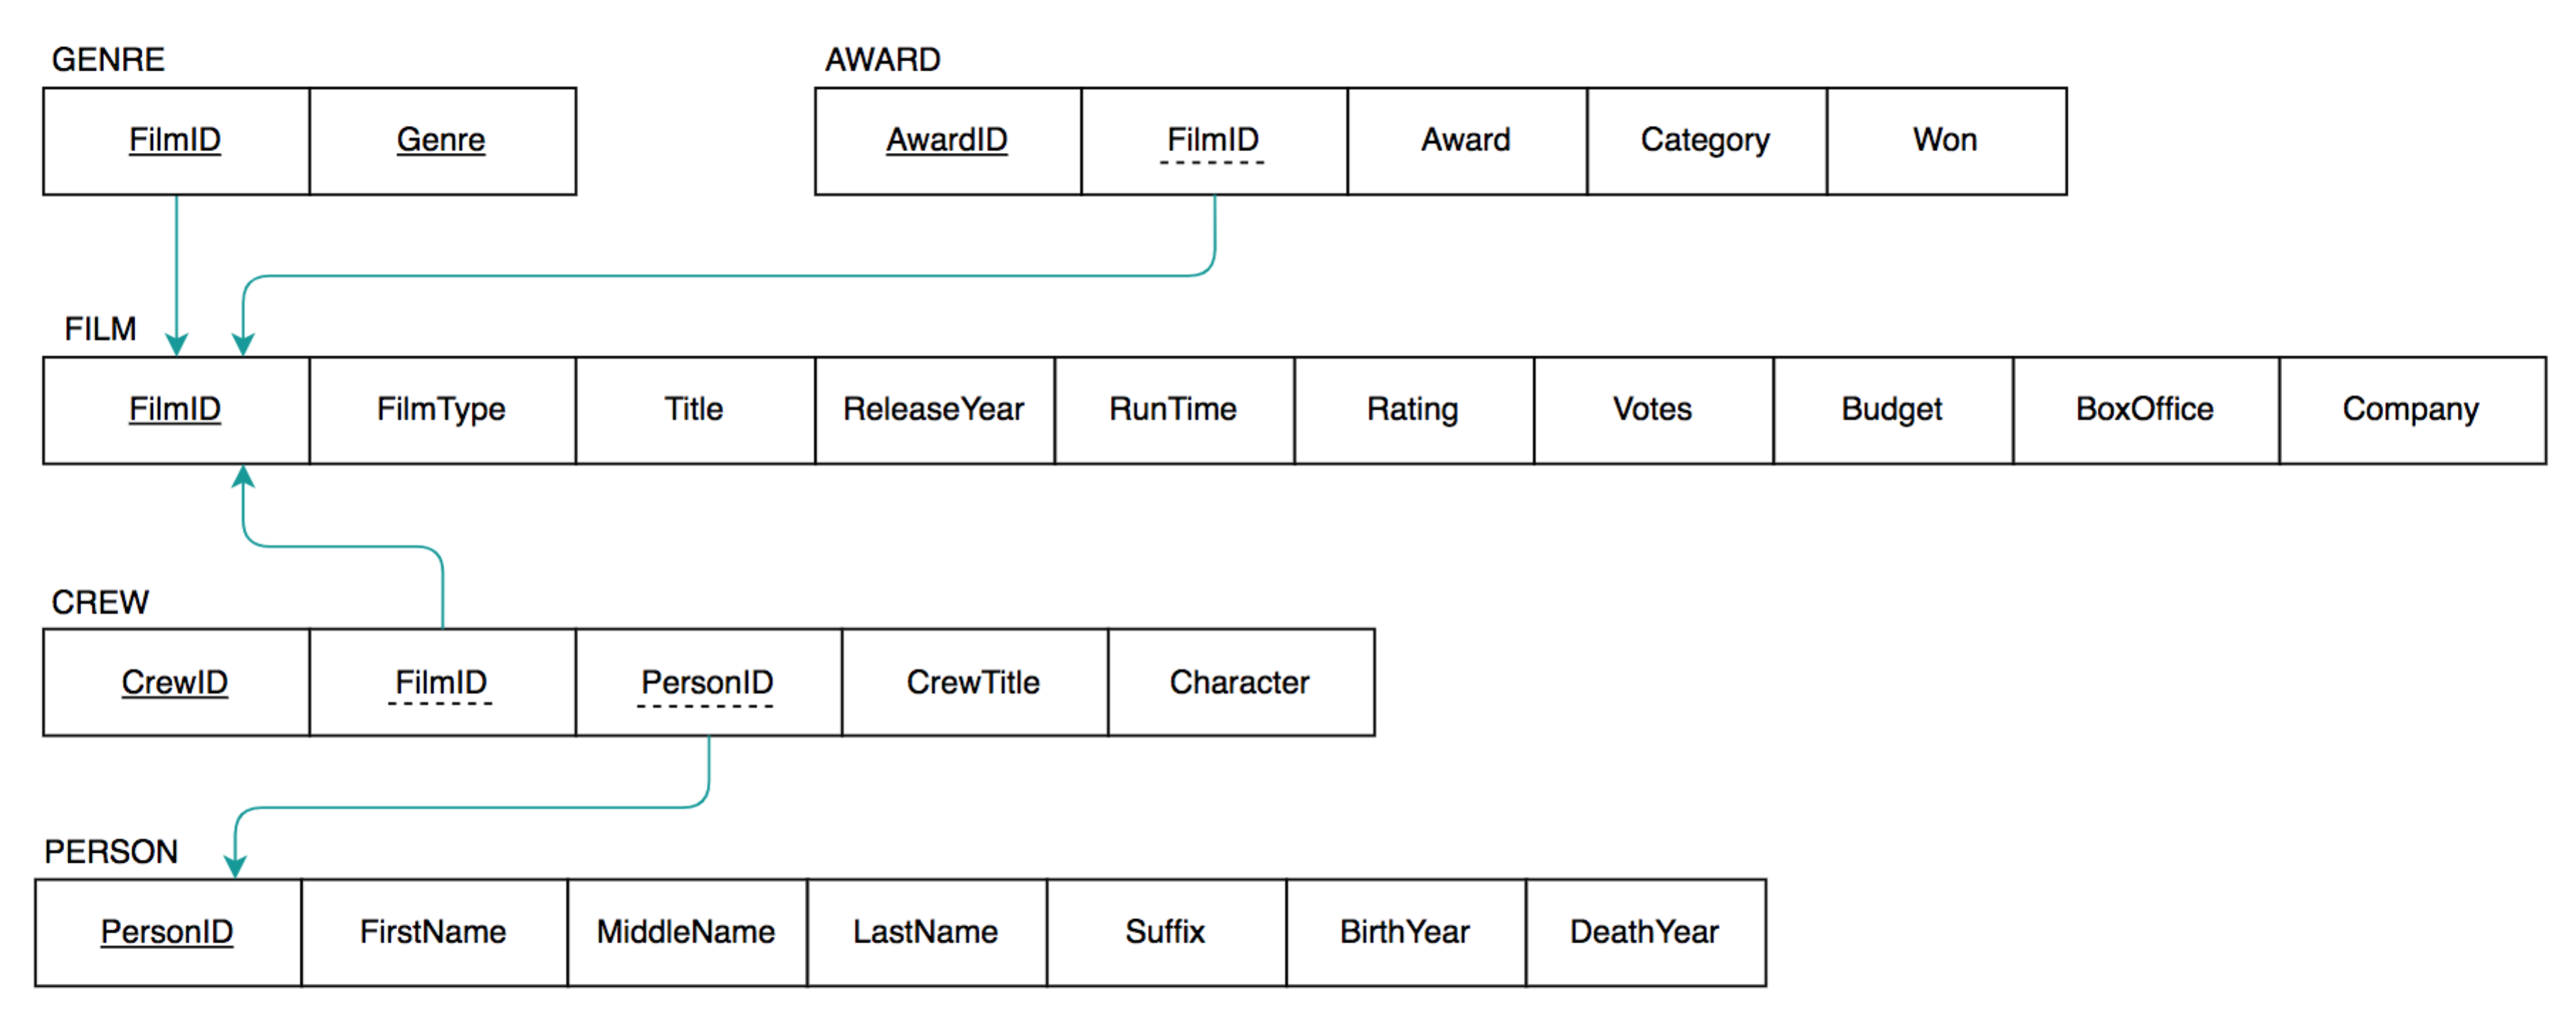 GENRE
FilmID Genre
AWARD
AwardID FilmID Award Category Won
FILM
FilmID FilmType Title ReleaseYear RunTime Rating Votes Budget BoxOffice Company
CREW
CrewID FilmID PersonID CrewTitle Character
PERSON
PersonID FirstName MiddleName LastName Suffix BirthYear DeathYear